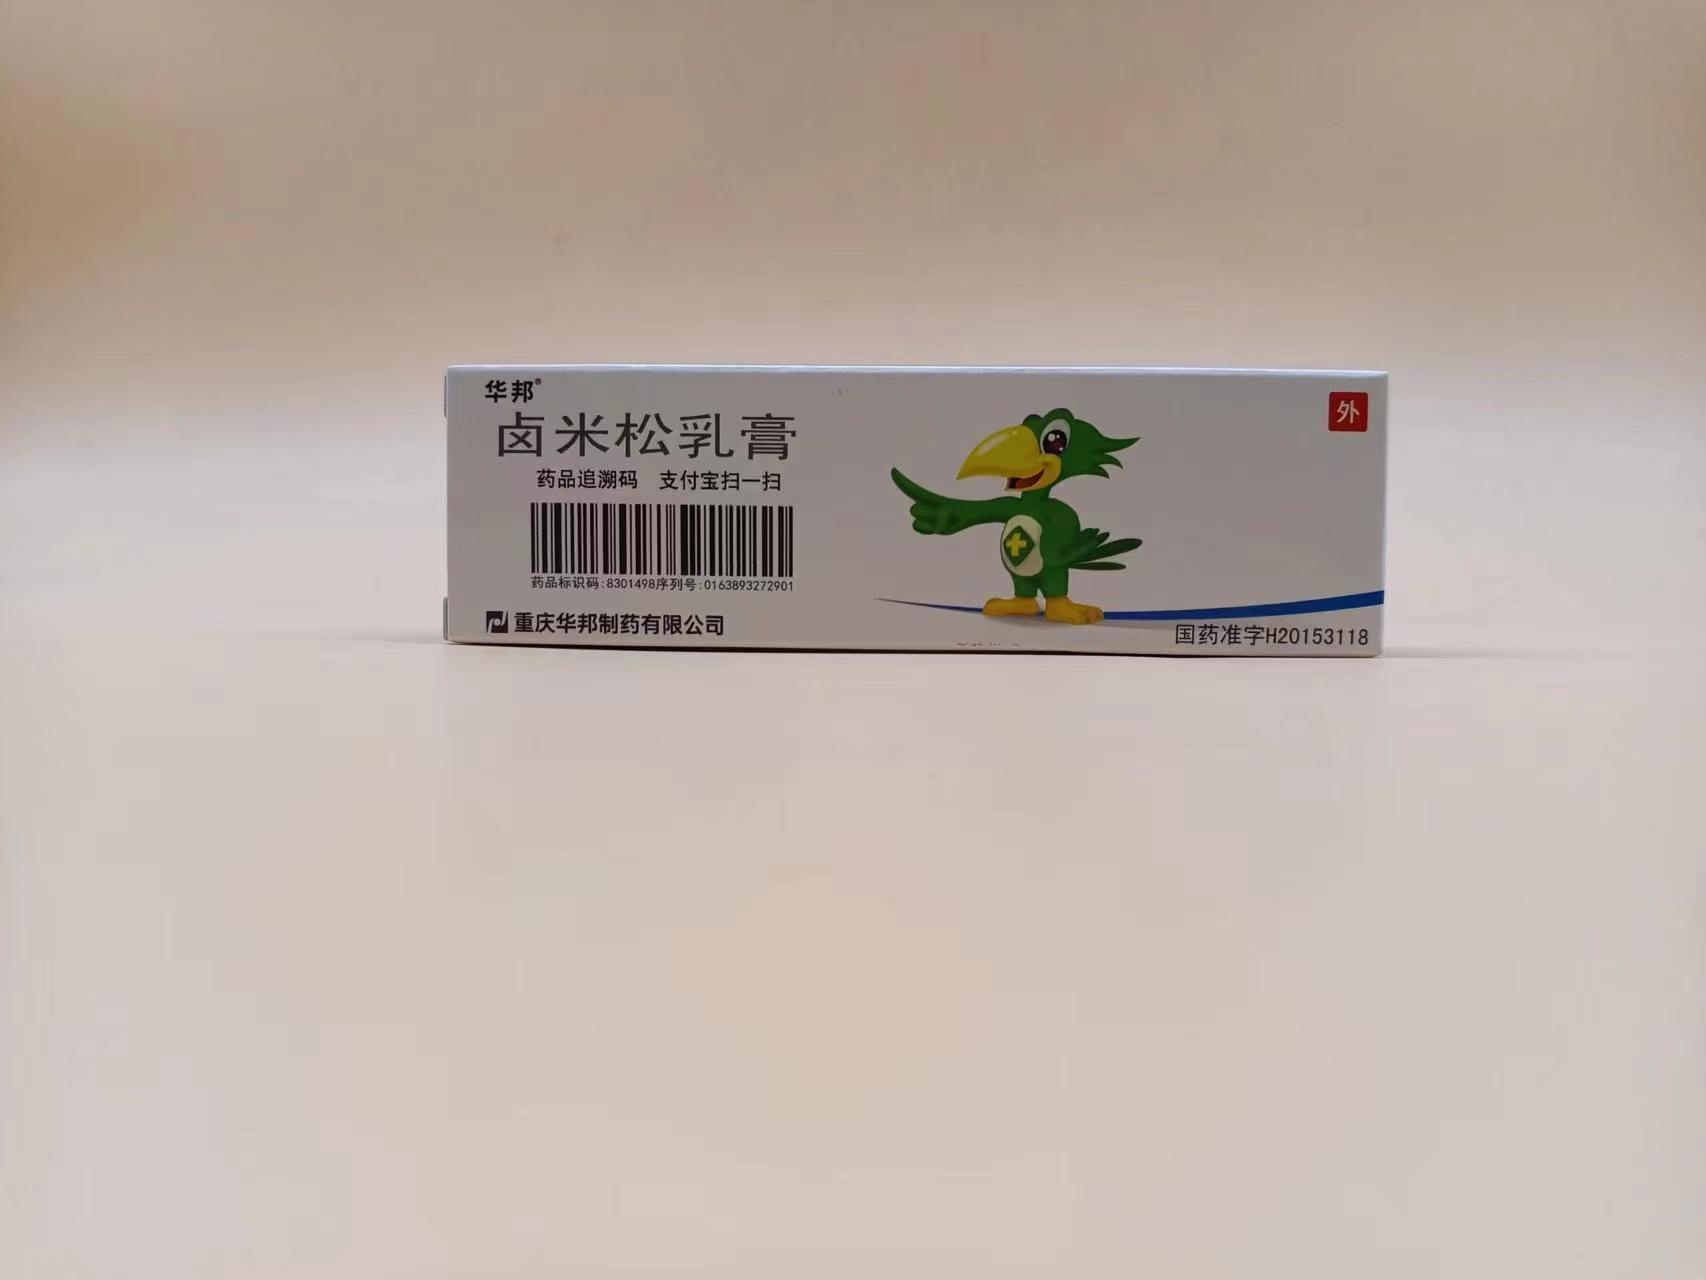 华邦®
外
卤米松乳膏
药品追溯码 支付宝扫一扫
药品标识码:8301498序列号:0163893272901
重庆华邦制药有限公司
国药准字H20153118